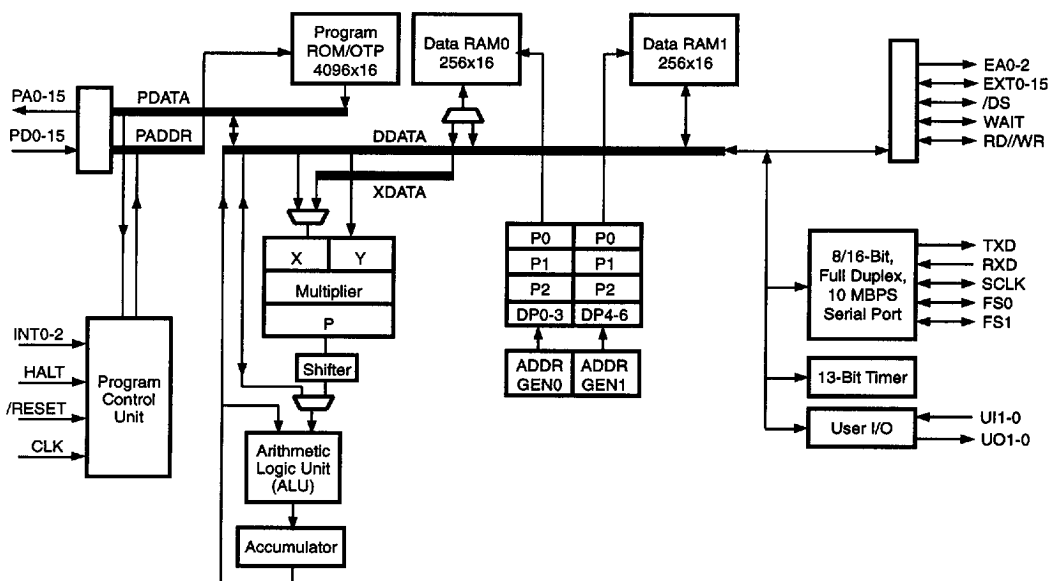 Program
ROM/OTP
4096x16
Data RAM0
256x16
Data RAM1
256x16
PA0-15
PD0-15
PDATA
PADDR
DDATA
XDATA
EA0-2
EXT0-15
/DS
WAIT
RD//WR
X
Y
Multiplier
P
Shifter
P0
P0
P1
P1
P2
P2
DP0-3
DP4-6
ADDR
GEN0
ADDR
GEN1
8/16-Bit,
Full Duplex,
10 MBPS
Serial Port
TXD
RXD
SCLK
FS0
FS1
INT0-2
HALT
/RESET
CLK
Program
Control
Unit
13-Bit Timer
User I/O
UI1-0
UO1-0
Arithmetic
Logic Unit
(ALU)
Accumulator